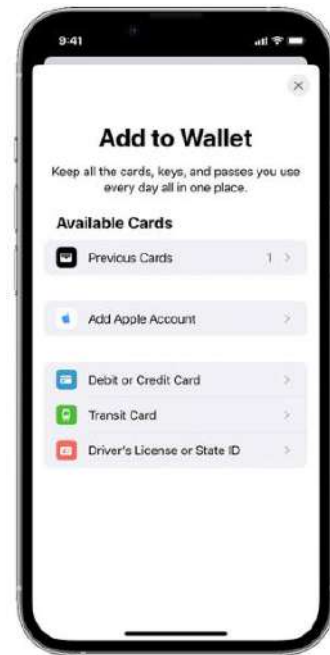 9:41
Add to Wallet
Keep all the cards, keys, and passes you use
every day all in one place.
Available Cards
Previous Cards 1
Add Apple Account
Debit or Credit Card
Transit Card
Driver's License or State ID